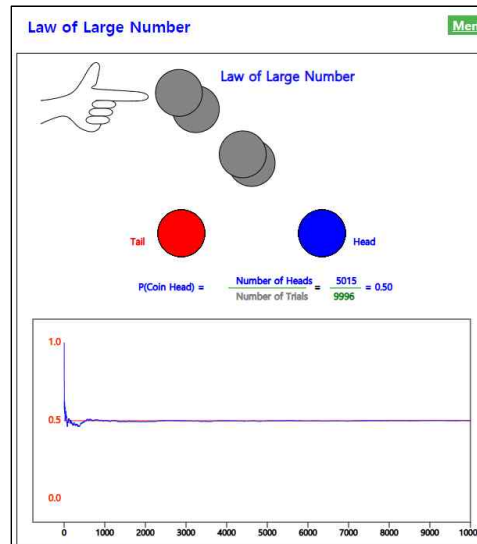 Law of Large Number
Law of Large Number
Tail
Head
P(Coin Head) = Number of Heads = 5015 = 0.50
Number of Trials 9996
1.0
0.5
0.0
0 1000 2000 3000 4000 5000 6000 7000 8000 9000